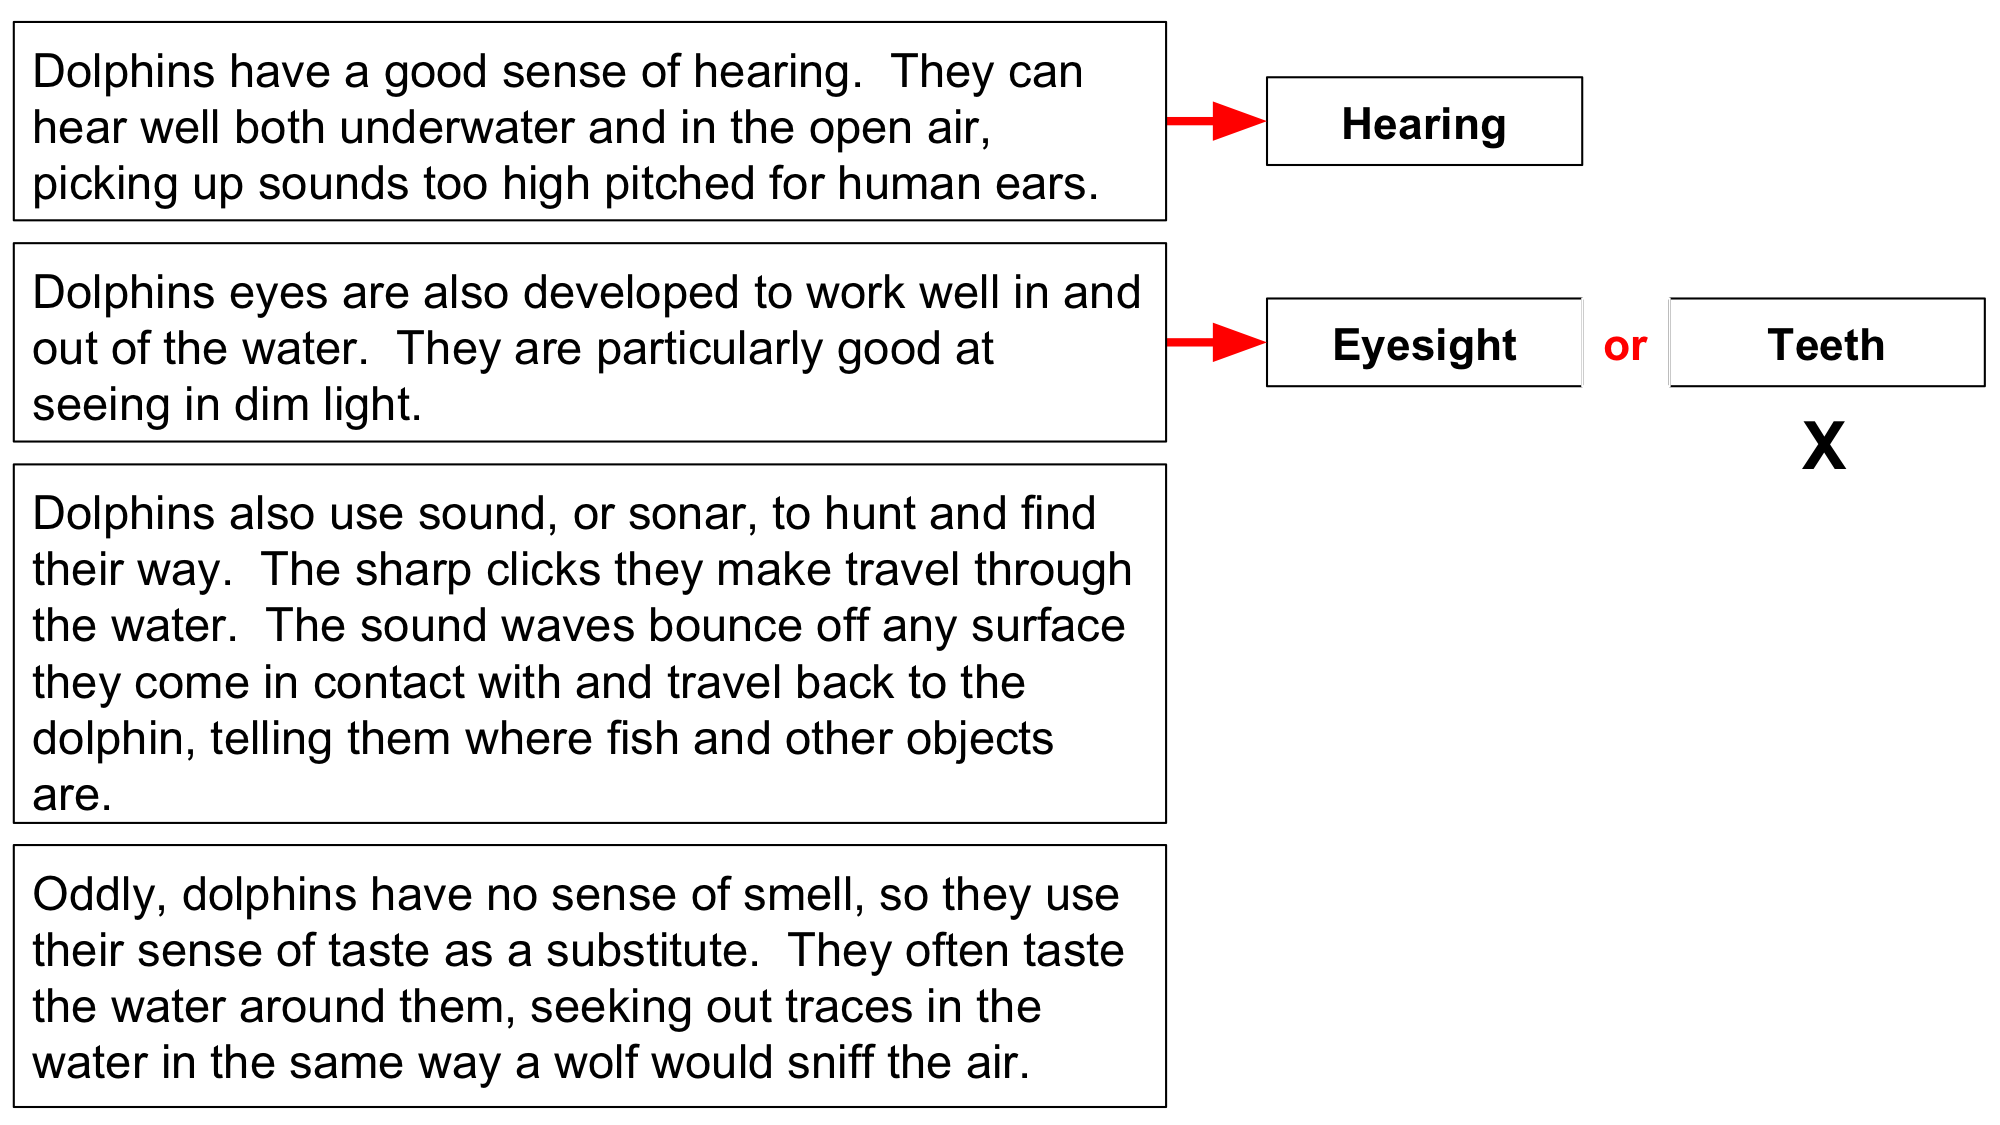 Dolphins have a good sense of hearing.  They can
hear well both underwater and in the open air,
picking up sounds too high pitched for human ears.
Hearing
Dolphins eyes are also developed to work well in and
out of the water.  They are particularly good at
seeing in dim light.
Eyesight
or
Teeth
X
Dolphins also use sound, or sonar, to hunt and find
their way.  The sharp clicks they make travel through
the water.  The sound waves bounce off any surface
they come in contact with and travel back to the
dolphin, telling them where fish and other objects
are.
Oddly, dolphins have no sense of smell, so they use
their sense of taste as a substitute.  They often taste
the water around them, seeking out traces in the
water in the same way a wolf would sniff the air.